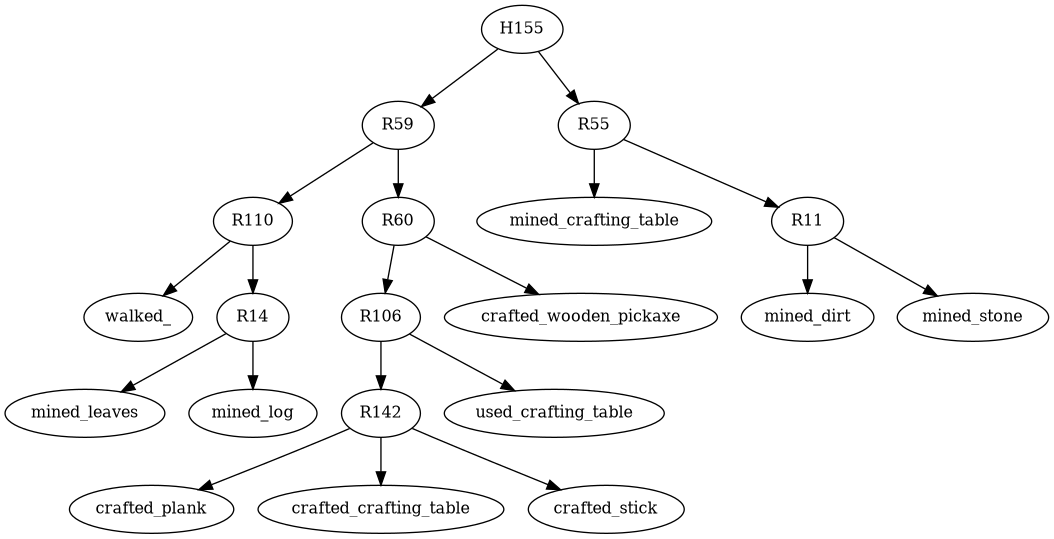 H155
R59
R55
R110
R60
mined_crafting_table
R11
walked_
R14
R106
crafted_wooden_pickaxe
mined_dirt
mined_stone
mined_leaves
mined_log
R142
used_crafting_table
crafted_plank
crafted_crafting_table
crafted_stick